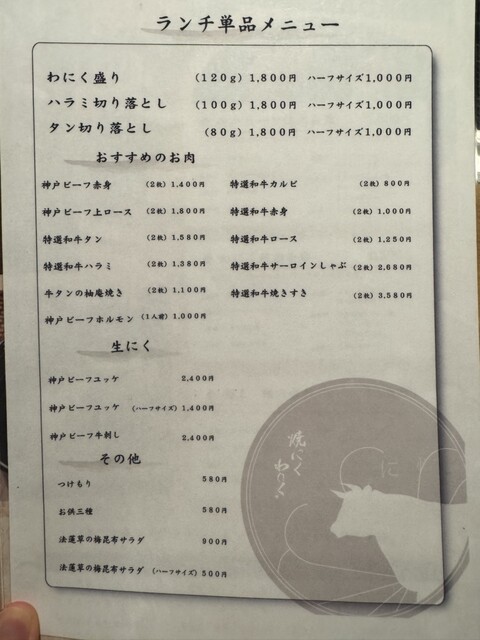 ランチ単品メニュー
わにく盛り (120g) 1,800円 ハーフサイズ1,000円
ハラミ切り落とし (100g) 1,800円 ハーフサイズ1,000円
タン切り落とし (80g) 1,800円 ハーフサイズ1,000円
おすすめのお肉
神戸ビーフ赤身 (2枚) 1,400円
神戸ビーフ上ロース (2枚) 1,800円
特選和牛タン (2枚) 1,580円
特選和牛ハラミ (2枚) 1,380円
牛タンの柚庵焼き (2枚) 1,100円
神戸ビーフホルモン (1人前) 1,000円
特選和牛カルビ (2枚) 800円
特選和牛赤身 (2枚) 1,000円
特選和牛ロース (2枚) 1,250円
特選和牛サーロインしゃぶ (2枚) 2,680円
特選和牛焼きすき (2枚) 3,580円
生にく
神戸ビーフユッケ 2,400円
神戸ビーフユッケ (ハーフサイズ) 1,400円
神戸ビーフ牛刺し 2,400円
その他
つけもり 580円
お供三種 580円
法蓮草の梅昆布サラダ 900円
法蓮草の梅昆布サラダ (ハーフサイズ) 500円
焼にく
に